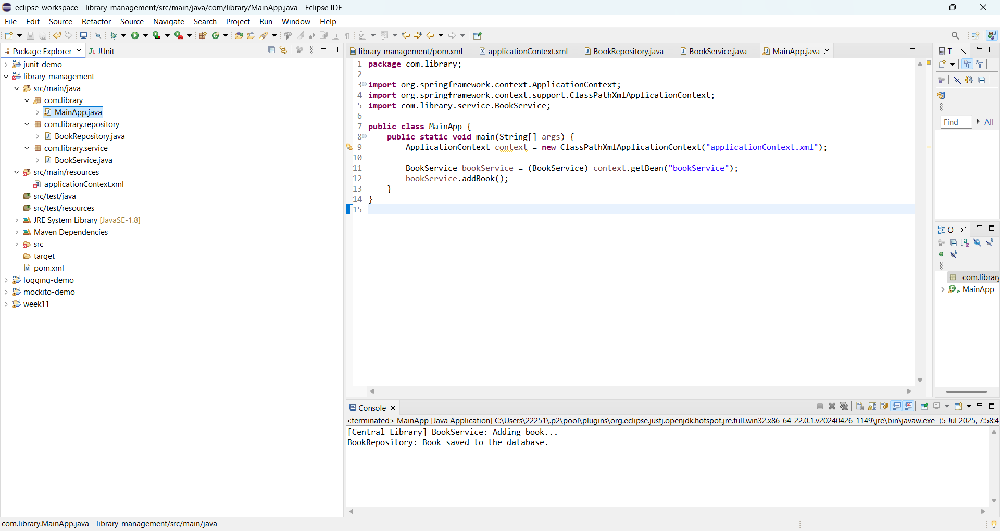 eclipse-workspace - library-management/src/main/java/com/library/MainApp.java - Eclipse IDE
File Edit Source Refactor Source Navigate Search Project Run Window Help
Package Explorer
JUnit
junit-demo
library-management
src/main/java
com.library
MainApp.java
com.library.repository
BookRepository.java
com.library.service
BookService.java
src/main/resources
applicationContext.xml
src/test/java
src/test/resources
JRE System Library [JavaSE-1.8]
Maven Dependencies
src
target
pom.xml
logging-demo
mockito-demo
week11
library-management/pom.xml
applicationContext.xml
BookRepository.java
BookService.java
MainApp.java
1 package com.library;
2
3 import org.springframework.context.ApplicationContext;
4 import org.springframework.context.support.ClassPathXmlApplicationContext;
5 import com.library.service.BookService;
6
7 public class MainApp {
8 public static void main(String[] args) {
9 ApplicationContext context = new ClassPathXmlApplicationContext("applicationContext.xml");
10
11 BookService bookService = (BookService) context.getBean("bookService");
12 bookService.addBook();
13 }
14 }
15
T
Find
All
O
com.library
MainApp
Console
<terminated> MainApp [Java Application] C:\Users\22251\.p2\pool\plugins\org.eclipse.justj.openjdk.hotspot.jre.full.win32.x86_64_22.0.1.v20240426-1149\jre\bin\javaw.exe (5 Jul 2025, 7:58:4
[Central Library] BookService: Adding book...
BookRepository: Book saved to the database.
com.library.MainApp.java - library-management/src/main/java